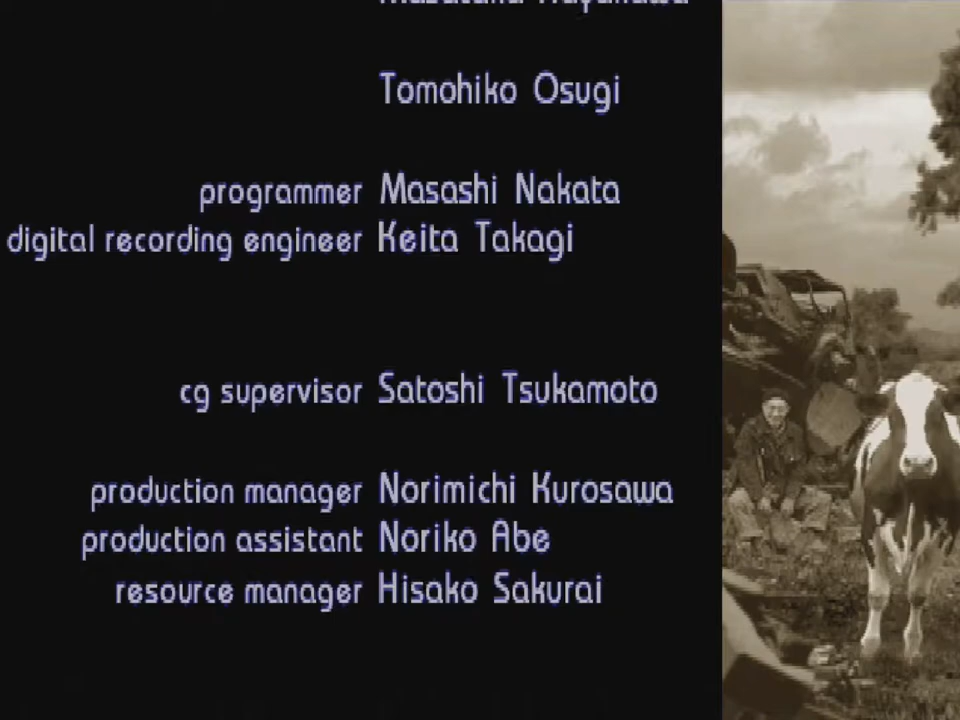 Tomohiko Osugi
programmer Masashi Nakata
digital recording engineer Keita Takagi
cg supervisor Satoshi Tsukamoto
production manager Norimichi Kurosawa
production assistant Noriko Abe
resource manager Hisako Sakurai